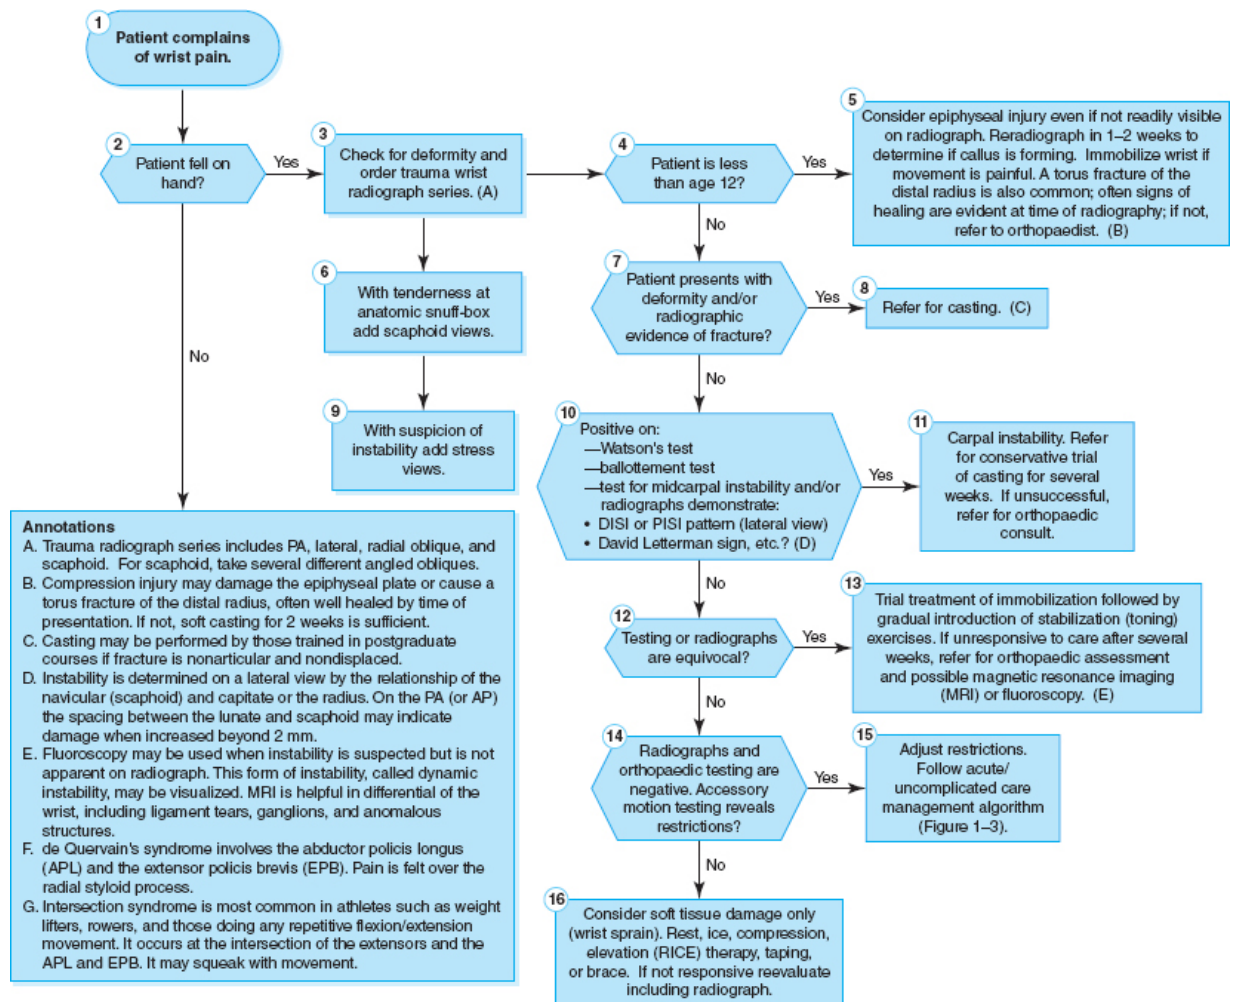 1
Patient complains
of wrist pain.
2
Patient fell on
hand?
Yes
3
Check for deformity and
order trauma wrist
radiograph series. (A)
4
Patient is less
than age 12?
Yes
5
Consider epiphyseal injury even if not readily visible
on radiograph. Reradiograph in 1–2 weeks to
determine if callus is forming. Immobilize wrist if
movement is painful. A torus fracture of the
distal radius is also common; often signs of
healing are evident at time of radiography; if not,
refer to orthopaedist. (B)
No
6
With tenderness at
anatomic snuff-box
add scaphoid views.
7
Patient presents with
deformity and/or
radiographic
evidence of fracture?
Yes
8
Refer for casting. (C)
No
No
9
With suspicion of
instability add stress
views.
10
Positive on:
—Watson's test
—ballottement test
—test for midcarpal instability and/or
radiographs demonstrate:
• DISI or PISI pattern (lateral view)
• David Letterman sign, etc.? (D)
Yes
11
Carpal instability. Refer
for conservative trial
of casting for several
weeks. If unsuccessful,
refer for orthopaedic
consult.
No
12
Testing or radiographs
are equivocal?
Yes
13
Trial treatment of immobilization followed by
gradual introduction of stabilization (toning)
exercises. If unresponsive to care after several
weeks, refer for orthopaedic assessment
and possible magnetic resonance imaging
(MRI) or fluoroscopy. (E)
No
14
Radiographs and
orthopaedic testing are
negative. Accessory
motion testing reveals
restrictions?
Yes
15
Adjust restrictions.
Follow acute/
uncomplicated care
management algorithm
(Figure 1–3).
No
16
Consider soft tissue damage only
(wrist sprain). Rest, ice, compression,
elevation (RICE) therapy, taping,
or brace. If not responsive reevaluate
including radiograph.
Annotations
A. Trauma radiograph series includes PA, lateral, radial oblique, and
scaphoid. For scaphoid, take several different angled obliques.
B. Compression injury may damage the epiphyseal plate or cause a
torus fracture of the distal radius, often well healed by time of
presentation. If not, soft casting for 2 weeks is sufficient.
C. Casting may be performed by those trained in postgraduate
courses if fracture is nonarticular and nondisplaced.
D. Instability is determined on a lateral view by the relationship of the
navicular (scaphoid) and capitate or the radius. On the PA (or AP)
the spacing between the lunate and scaphoid may indicate
damage when increased beyond 2 mm.
E. Fluoroscopy may be used when instability is suspected but is not
apparent on radiograph. This form of instability, called dynamic
instability, may be visualized. MRI is helpful in differential of the
wrist, including ligament tears, ganglions, and anomalous
structures.
F. de Quervain's syndrome involves the abductor policis longus
(APL) and the extensor policis brevis (EPB). Pain is felt over the
radial styloid process.
G. Intersection syndrome is most common in athletes such as weight
lifters, rowers, and those doing any repetitive flexion/extension
movement. It occurs at the intersection of the extensors and the
APL and EPB. It may squeak with movement.